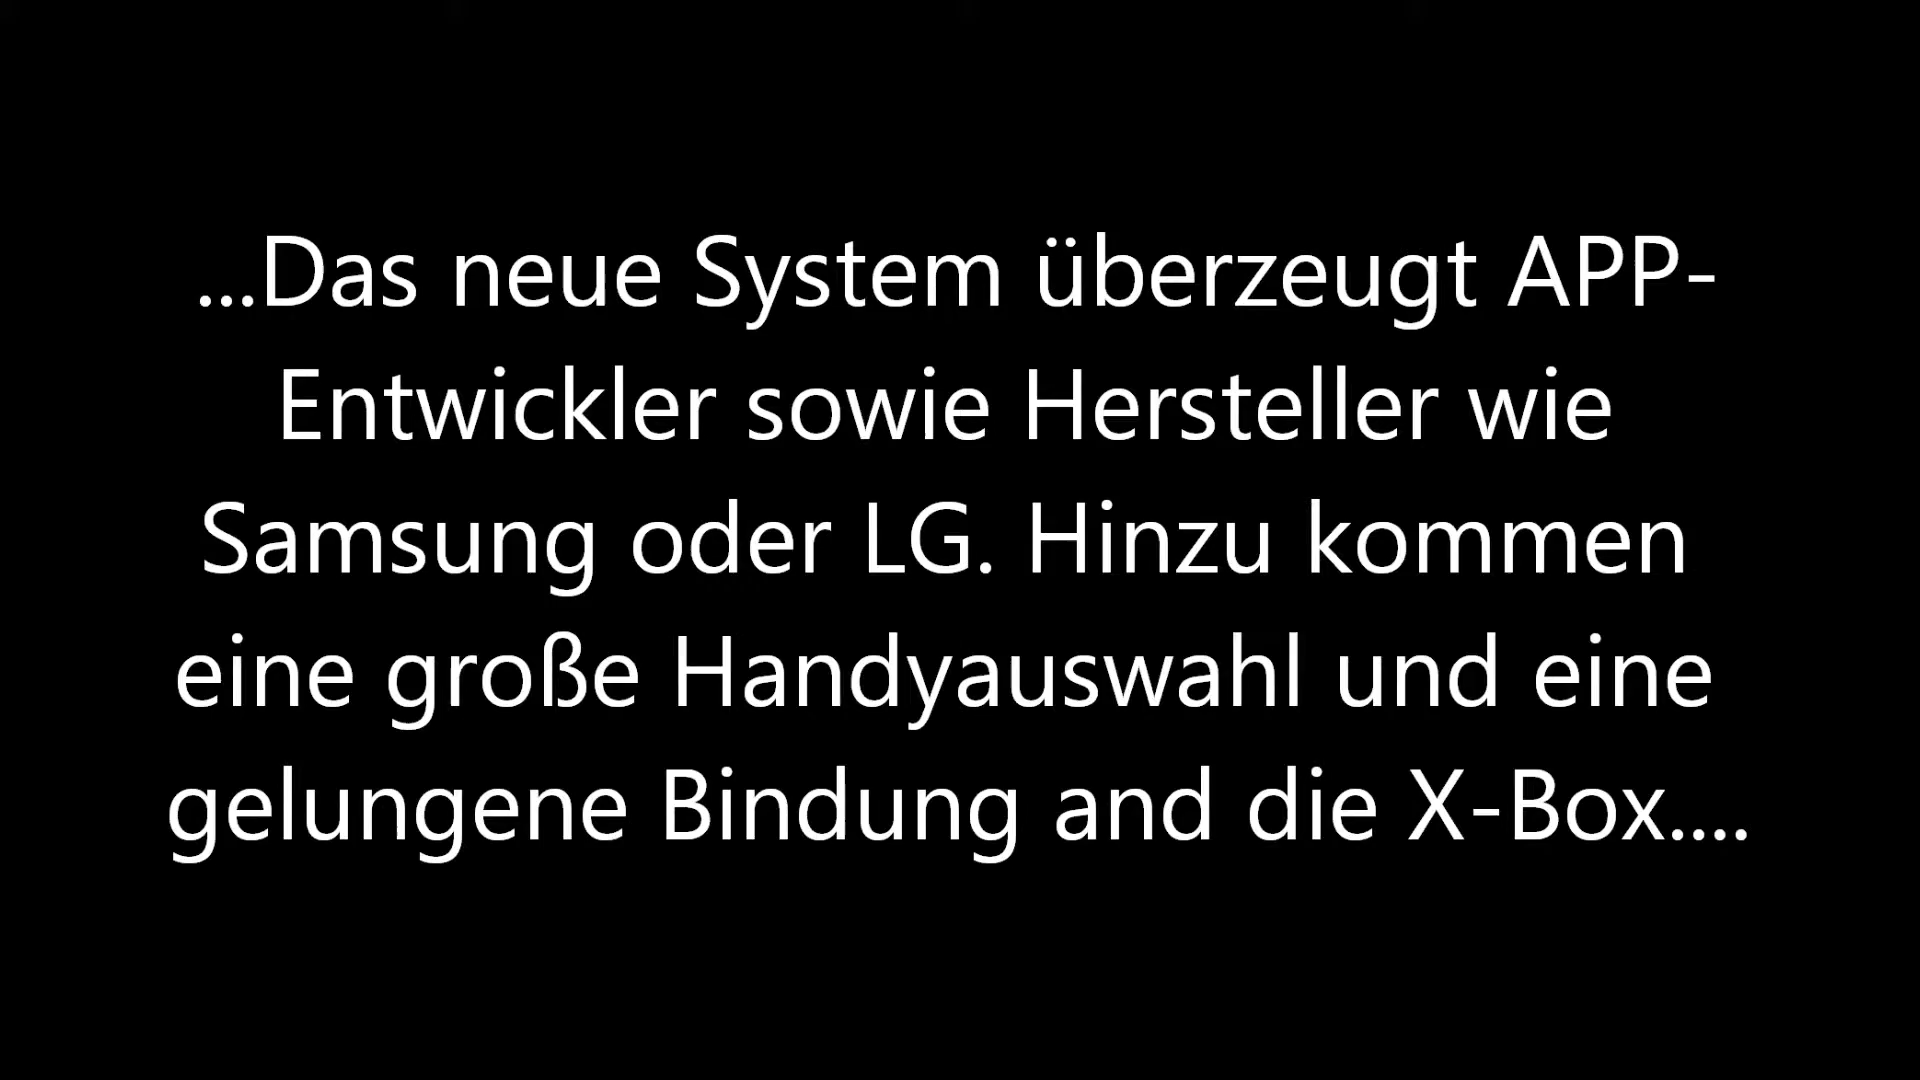 ...Das neue System überzeugt APP-
Entwickler sowie Hersteller wie
Samsung oder LG. Hinzu kommen
eine große Handyauswahl und eine
gelungene Bindung and die X-Box....